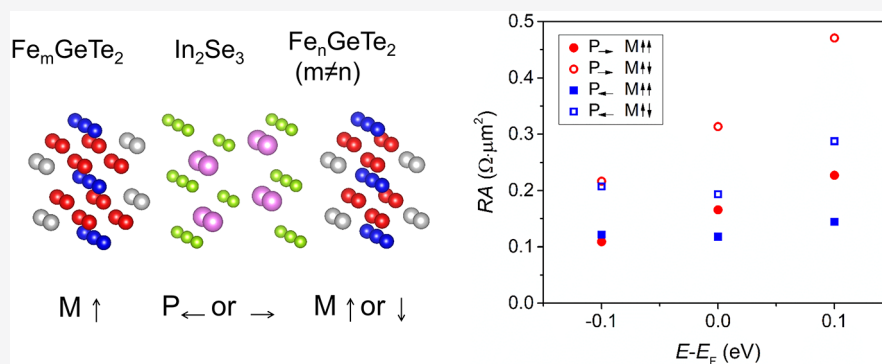 FeₘGeTe₂
In₂Se₃
FeₙGeTe₂
(m≠n)
M ↑
P← or →
M ↑ or ↓
RA (Ω·μm²)
0.5
0.4
0.3
0.2
0.1
0.0
P→ M↑↑
P→ M↑↓
P← M↑↑
P← M↑↓
-0.1
0.0
0.1
E-E_F (eV)